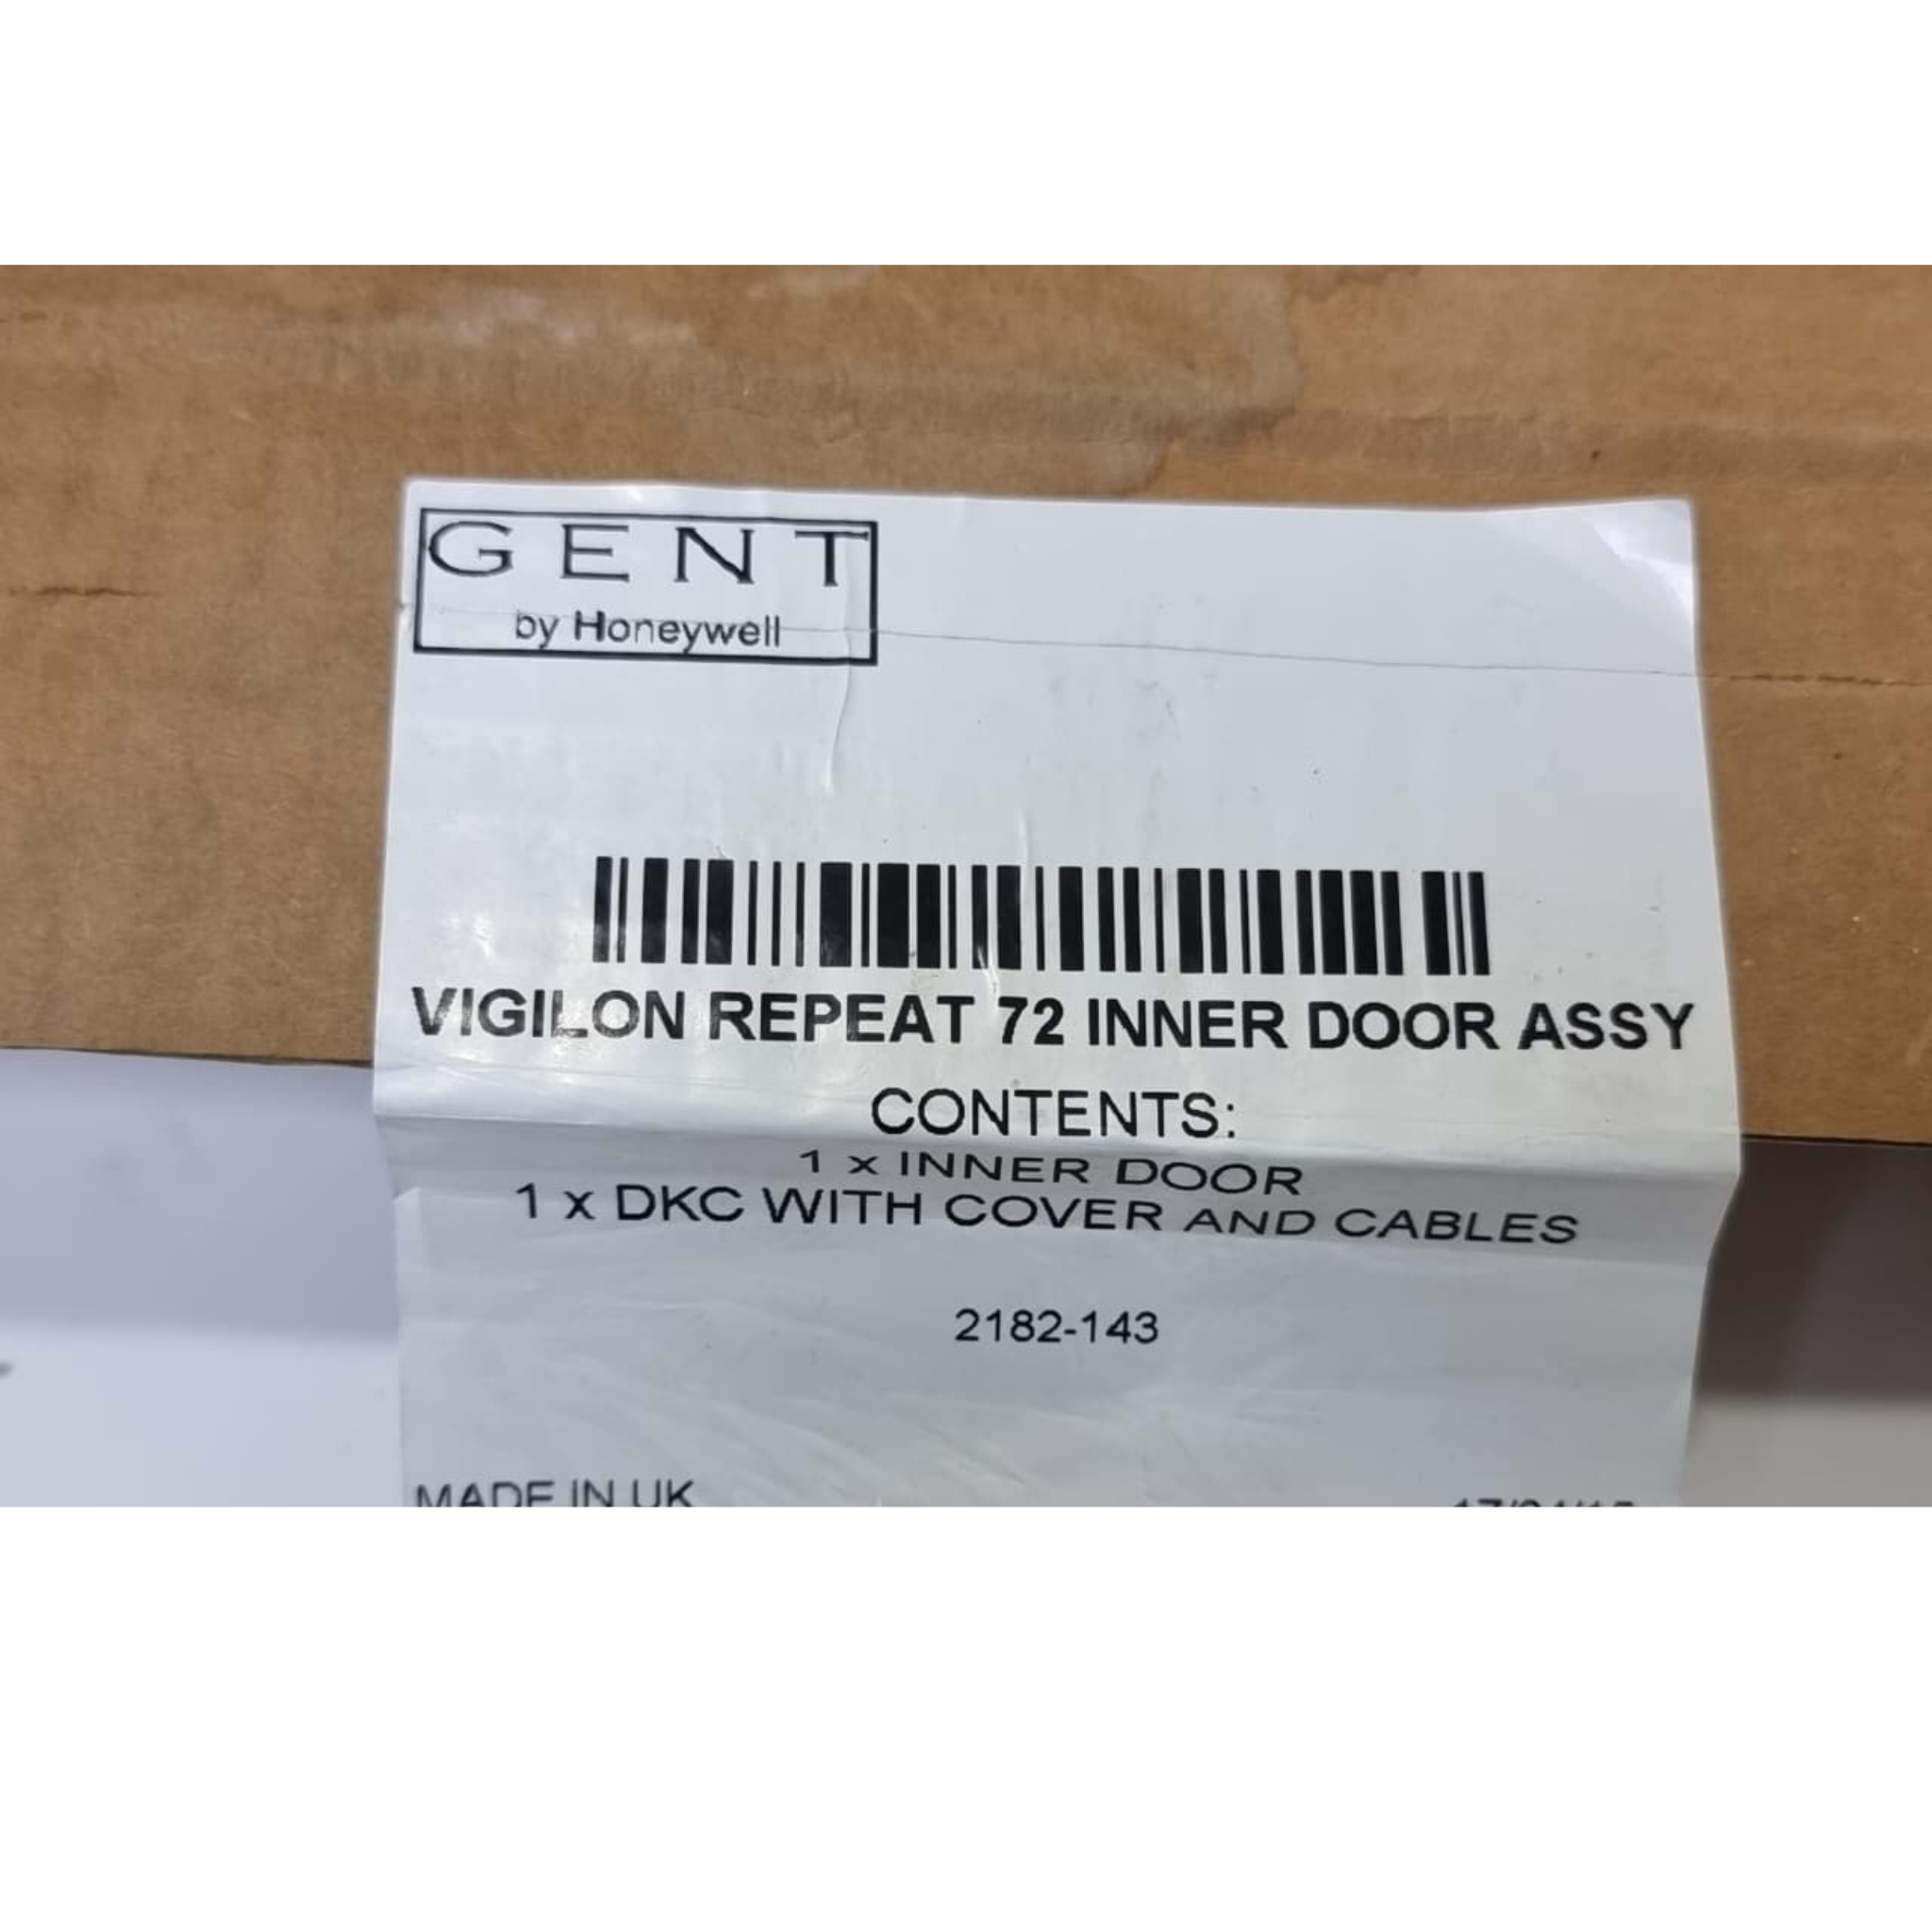 GENT
by Honeywell
VIGILON REPEAT 72 INNER DOOR ASSY
CONTENTS:
1 x INNER DOOR
1 x DKC WITH COVER AND CABLES
2182-143
MADE IN UK